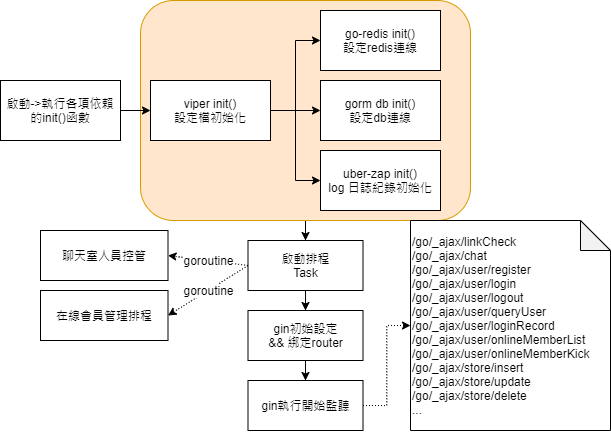 啟動->執行各項依賴
的init()函數
viper init()
設定檔初始化
go-redis init()
設定redis連線
gorm db init()
設定db連線
uber-zap init()
log 日誌紀錄初始化
聊天室人員控管
goroutine
啟動排程
Task
在線會員管理排程
goroutine
gin初始設定
&& 綁定router
gin執行開始監聽
/go/_ajax/linkCheck
/go/_ajax/chat
/go/_ajax/user/register
/go/_ajax/user/login
/go/_ajax/user/logout
/go/_ajax/user/queryUser
/go/_ajax/user/loginRecord
/go/_ajax/user/onlineMemberList
/go/_ajax/user/onlineMemberKick
/go/_ajax/store/insert
/go/_ajax/store/update
/go/_ajax/store/delete
...